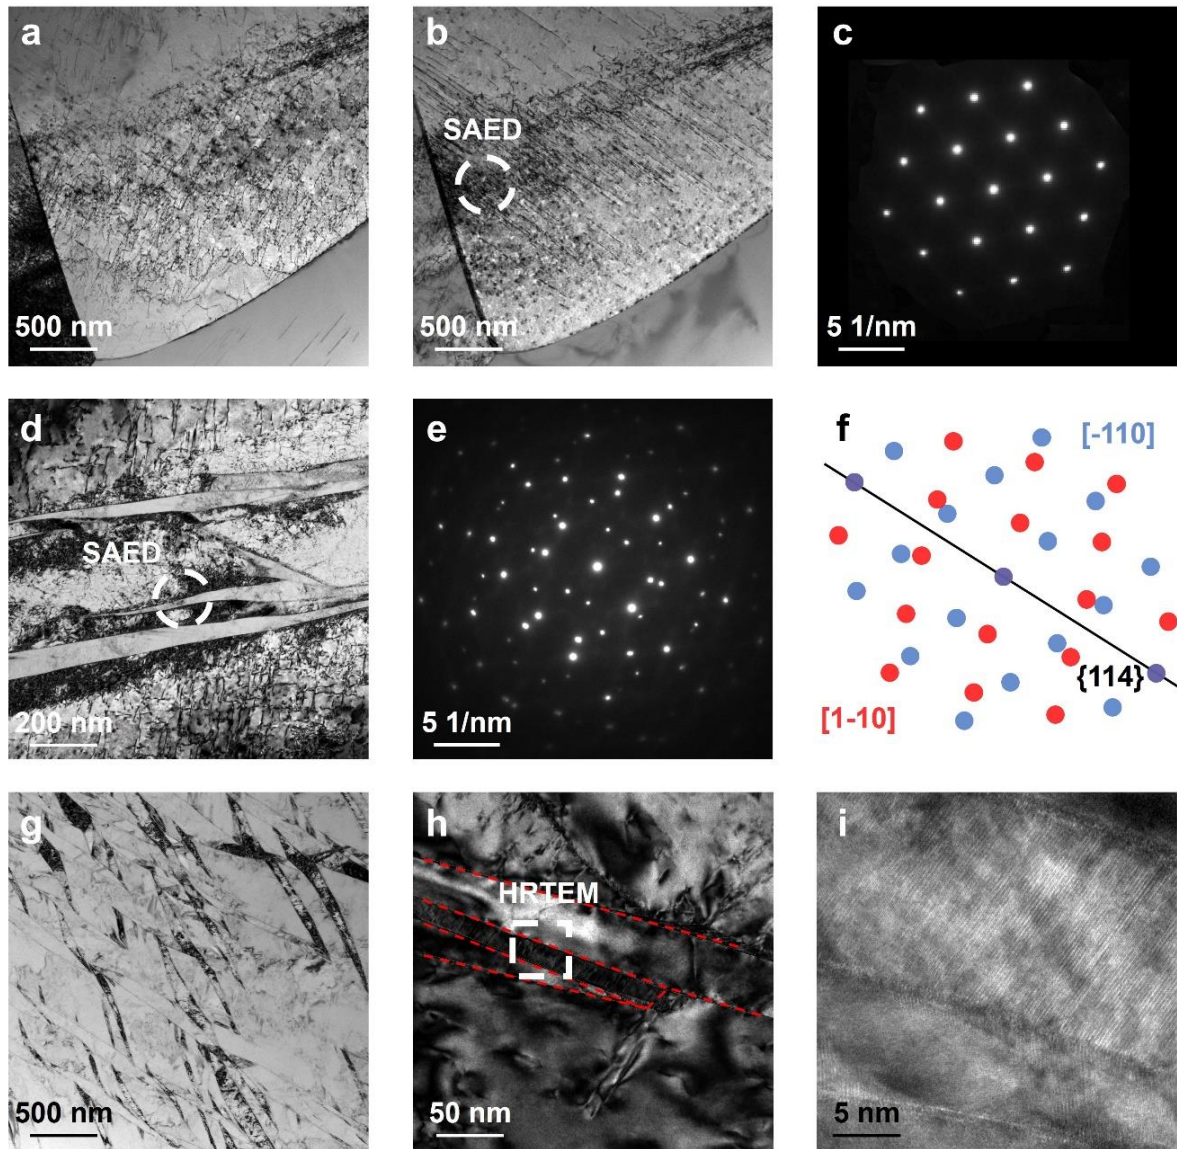 a
b
c
SAED
500 nm
500 nm
5 1/nm
d
e
f
[-110]
SAED
{114}
200 nm
5 1/nm
[1-10]
g
h
i
HRTEM
500 nm
50 nm
5 nm